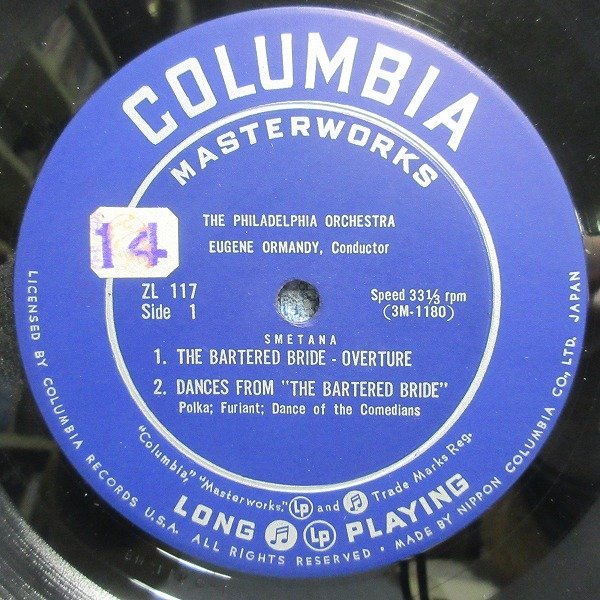 COLUMBIA
MASTERWORKS
THE PHILADELPHIA ORCHESTRA
EUGENE ORMANDY, Conductor
14
ZL 117
Side 1
Speed 33⅓ rpm
(3M-1180)
SMETANA
1. THE BARTERED BRIDE - OVERTURE
2. DANCES FROM "THE BARTERED BRIDE"
Polka; Furiant; Dance of the Comedians
"Columbia," "Masterworks," LP and ♫ Trade Marks Reg.
LONG ♫ LP PLAYING
LICENSED BY COLUMBIA RECORDS U.S.A. ALL RIGHTS RESERVED • MADE BY NIPPON COLUMBIA CO., LTD. JAPAN